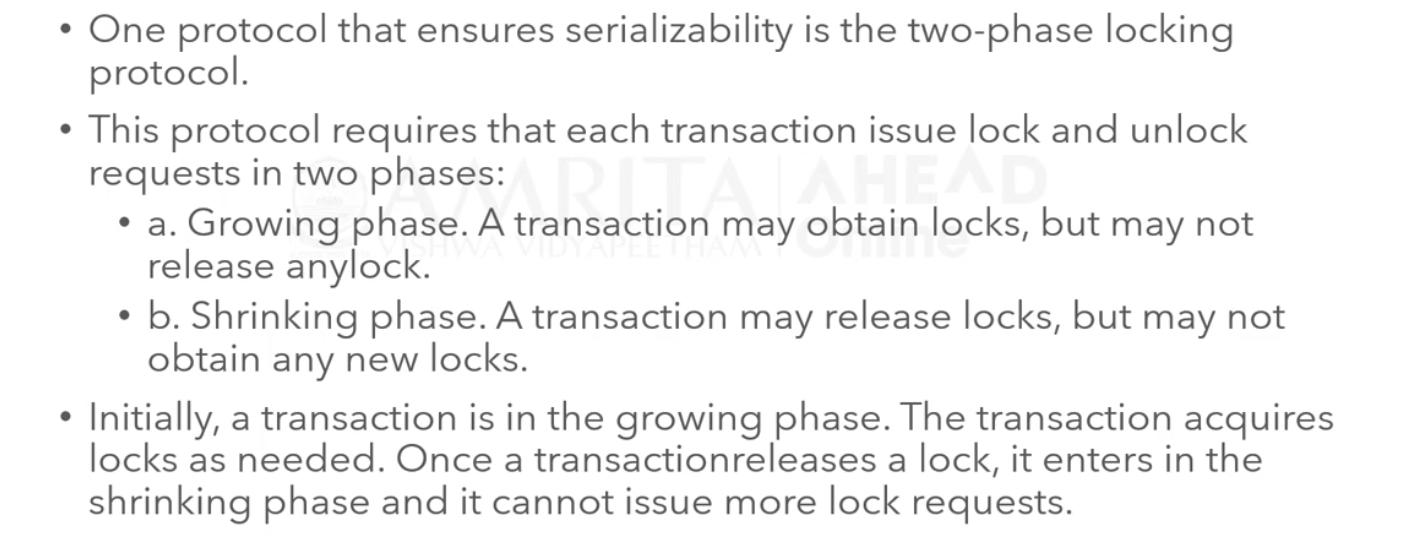 • One protocol that ensures serializability is the two-phase locking
protocol.
• This protocol requires that each transaction issue lock and unlock
requests in two phases:
• a. Growing phase. A transaction may obtain locks, but may not
release anylock.
• b. Shrinking phase. A transaction may release locks, but may not
obtain any new locks.
• Initially, a transaction is in the growing phase. The transaction acquires
locks as needed. Once a transactionreleases a lock, it enters in the
shrinking phase and it cannot issue more lock requests.
AMRITA AHEAD
VISHWA VIDYAPEETHAM Online